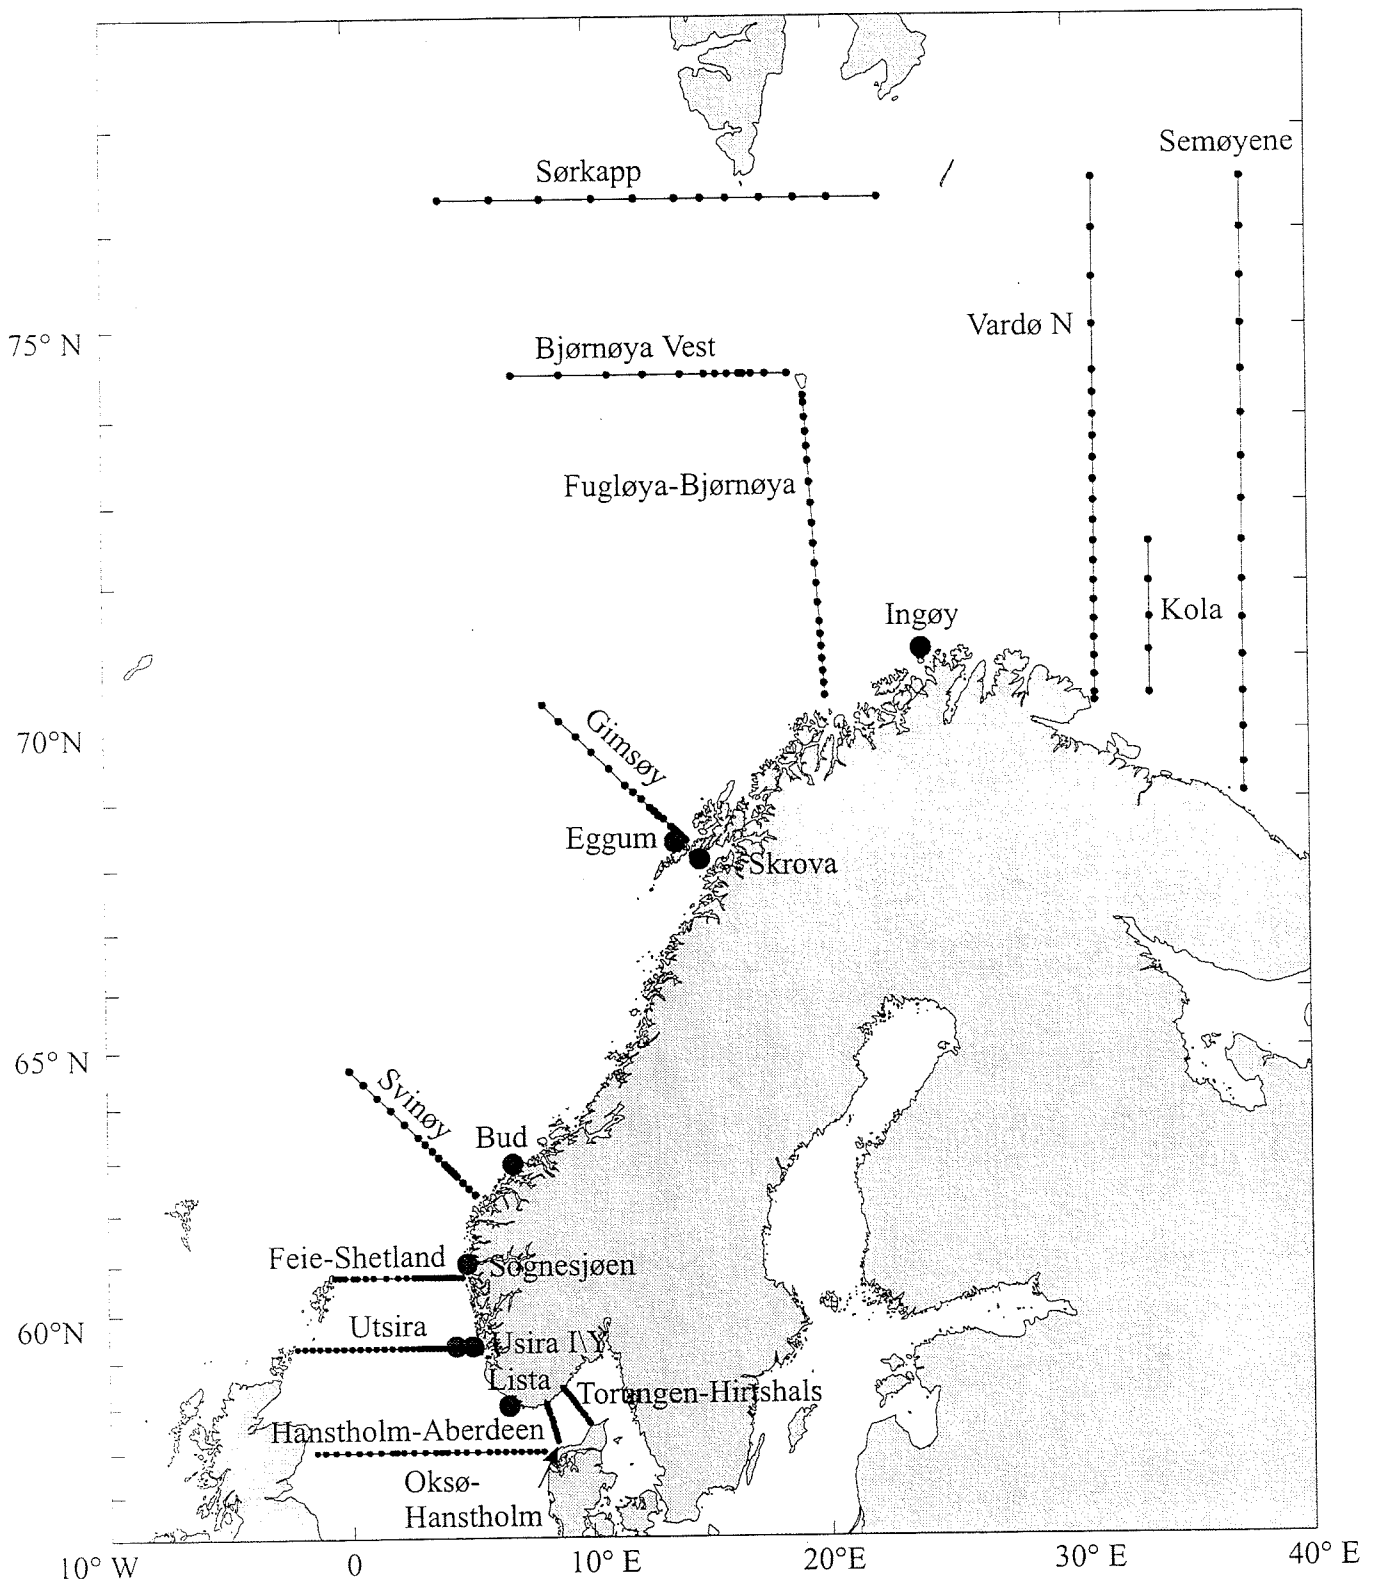 Semøyene
Sørkapp
Vardø N
75° N
Bjørnøya Vest
Fugløya-Bjørnøya
Ingøy
Kola
70°N
Gimsøy
Eggum
Skrova
65° N
Svinøy
Bud
Feie-Shetland
Sognesjøen
60°N
Utsira
Usira I\Y
Lista
Torungen-Hirtshals
Hanstholm-Aberdeen
Oksø-
Hanstholm
10° W 0 10° E 20°E 30° E 40° E